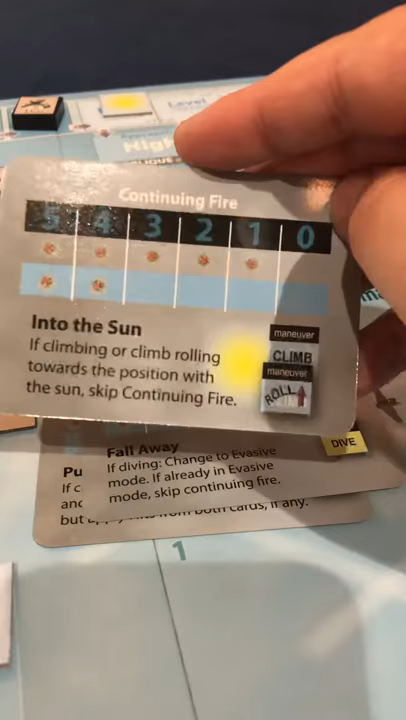 Level
High
Continuing Fire
5 4 3 2 1 0
Into the Sun
If climbing or climb rolling
towards the position with
the sun, skip Continuing Fire.
maneuver
CLIMB
maneuver
ROLL
Fall Away
If diving: Change to Evasive
mode. If already in Evasive
mode, skip continuing fire.
DIVE
Pu
If c
and
but apply hits from both cards, if any.
1